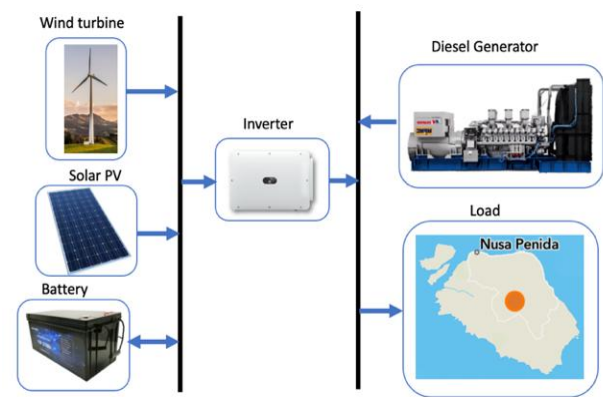 Wind turbine
Diesel Generator
Inverter
Solar PV
Load
Nusa Penida
Battery